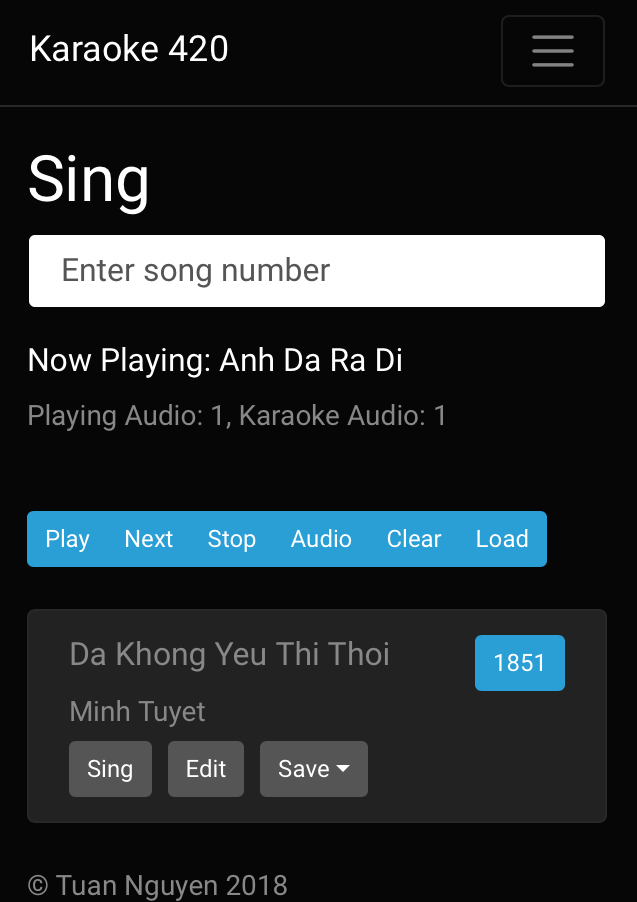 Karaoke 420
Sing
Enter song number
Now Playing: Anh Da Ra Di
Playing Audio: 1, Karaoke Audio: 1
Play Next Stop Audio Clear Load
Da Khong Yeu Thi Thoi 1851
Minh Tuyet
Sing Edit Save
© Tuan Nguyen 2018